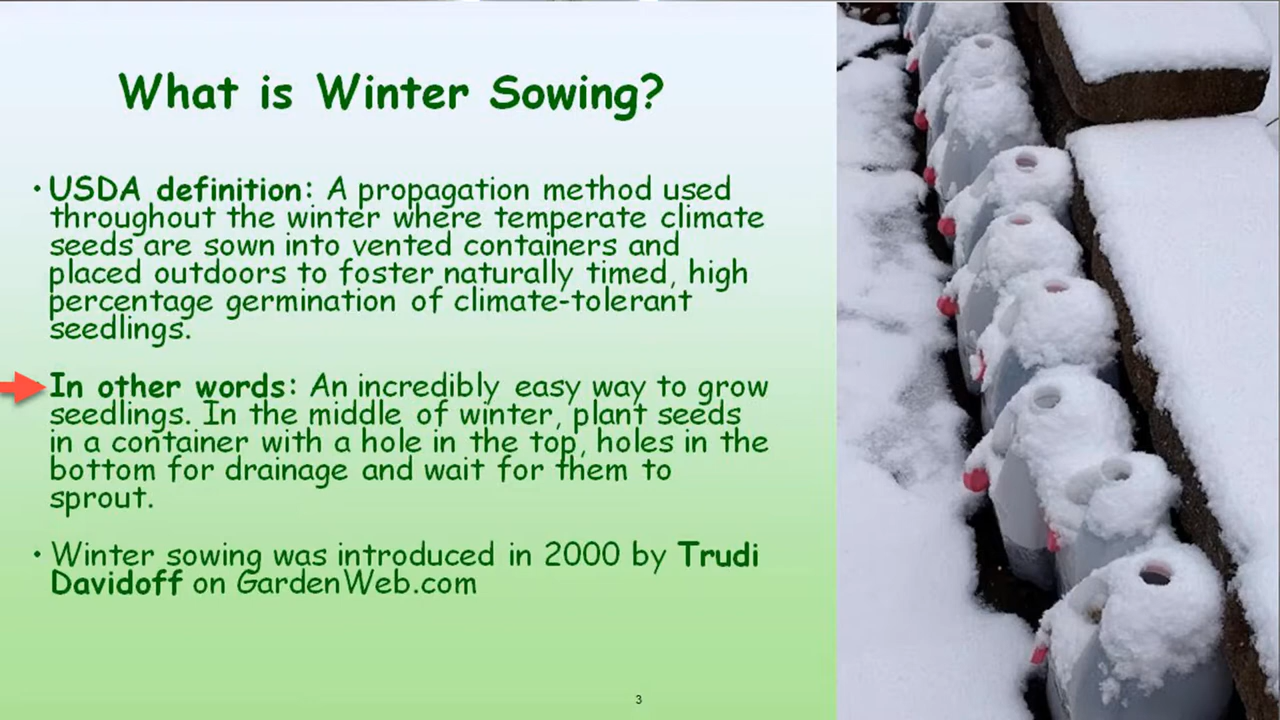 What is Winter Sowing?
• USDA definition: A propagation method used
throughout the winter where temperate climate
seeds are sown into vented containers and
placed outdoors to foster naturally timed, high
percentage germination of climate-tolerant
seedlings.
In other words: An incredibly easy way to grow
seedlings. In the middle of winter, plant seeds
in a container with a hole in the top, holes in the
bottom for drainage and wait for them to
sprout.
• Winter sowing was introduced in 2000 by Trudi
Davidoff on GardenWeb.com
3